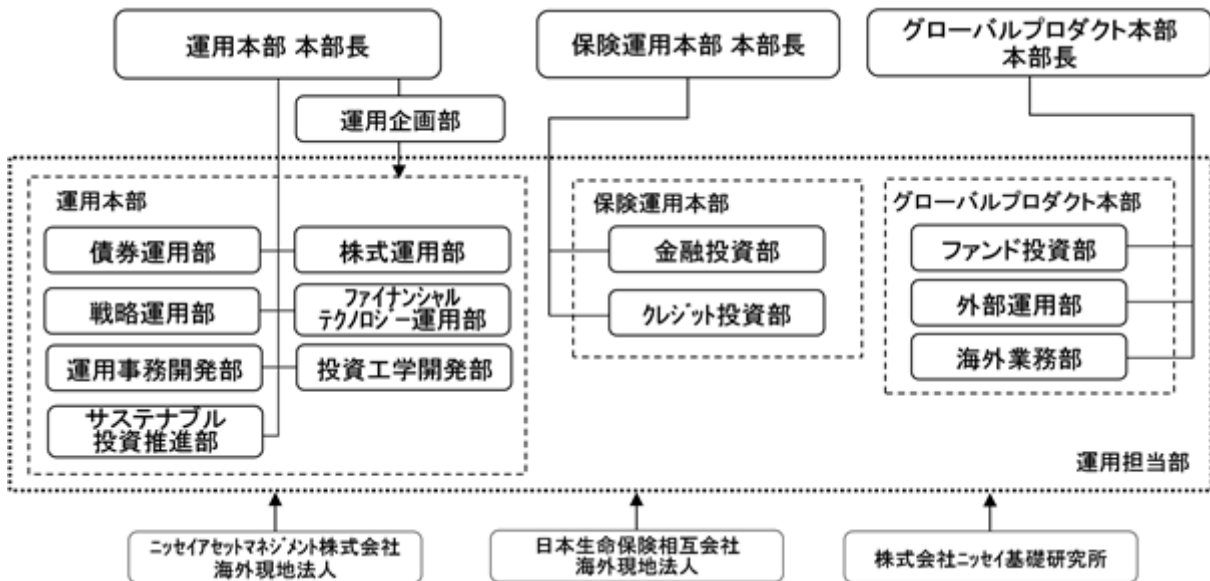 運用本部 本部長
保険運用本部 本部長
グローバルプロダクト本部
本部長
運用企画部
運用本部
債券運用部
株式運用部
戦略運用部
ファイナンシャル
テクノロジー運用部
運用事務開発部
投資工学開発部
サステナブル
投資推進部
保険運用本部
金融投資部
クレジット投資部
グローバルプロダクト本部
ファンド投資部
外部運用部
海外業務部
運用担当部
ニッセイアセットマネジメント株式会社
海外現地法人
日本生命保険相互会社
海外現地法人
株式会社ニッセイ基礎研究所